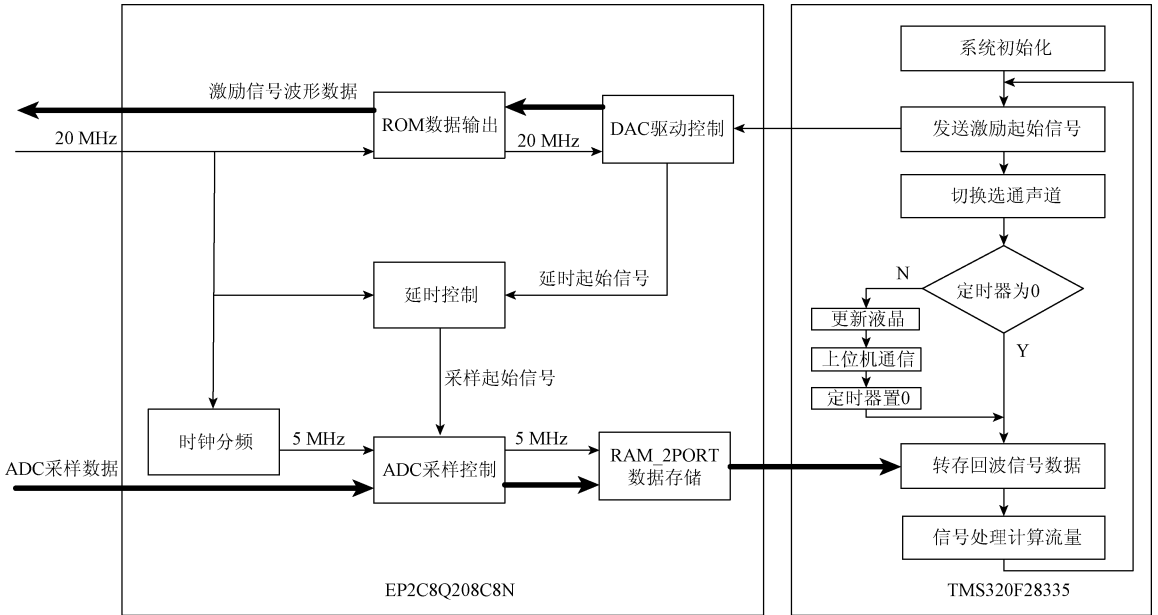 激励信号波形数据
20 MHz
ROM数据输出
20 MHz
DAC驱动控制
延时控制
延时起始信号
采样起始信号
时钟分频
5 MHz
ADC采样数据
ADC采样控制
5 MHz
RAM_2PORT
数据存储
EP2C8Q208C8N
系统初始化
发送激励起始信号
切换选通声道
定时器为0
N
Y
更新液晶
上位机通信
定时器置0
转存回波信号数据
信号处理计算流量
TMS320F28335